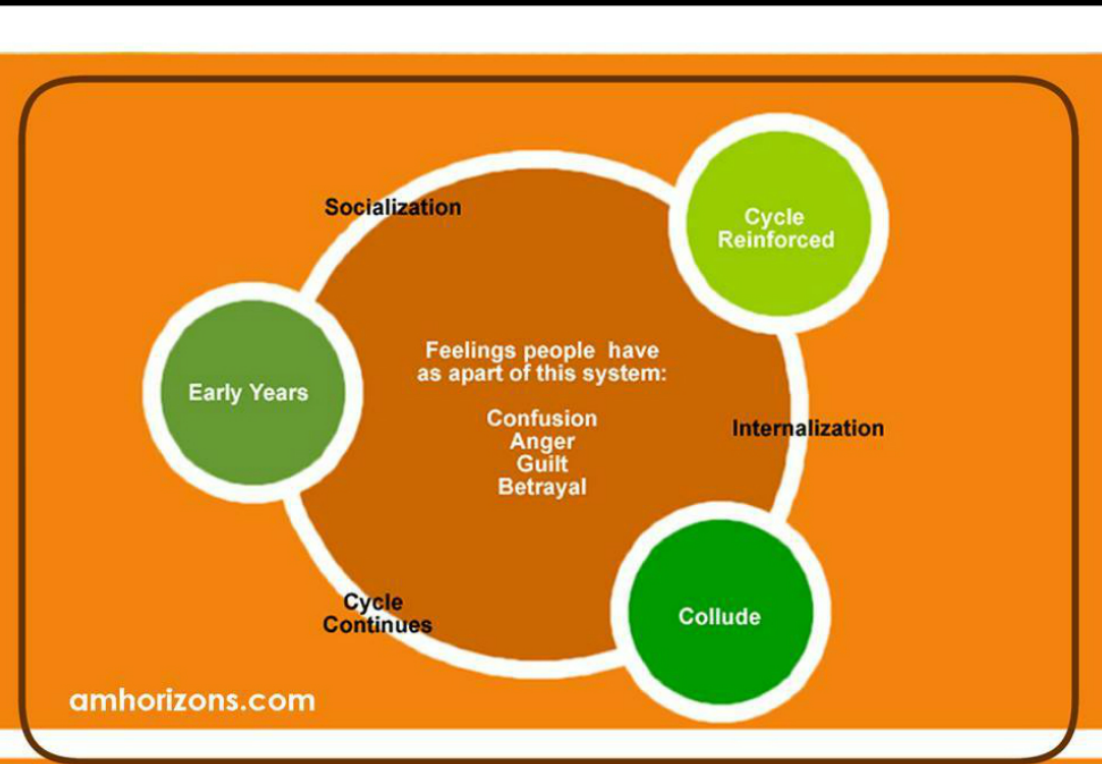 Socialization
Cycle
Reinforced
Feelings people have
as apart of this system:
Early Years
Confusion
Anger
Guilt
Betrayal
Internalization
Cycle
Continues
Collude
amhorizons.com